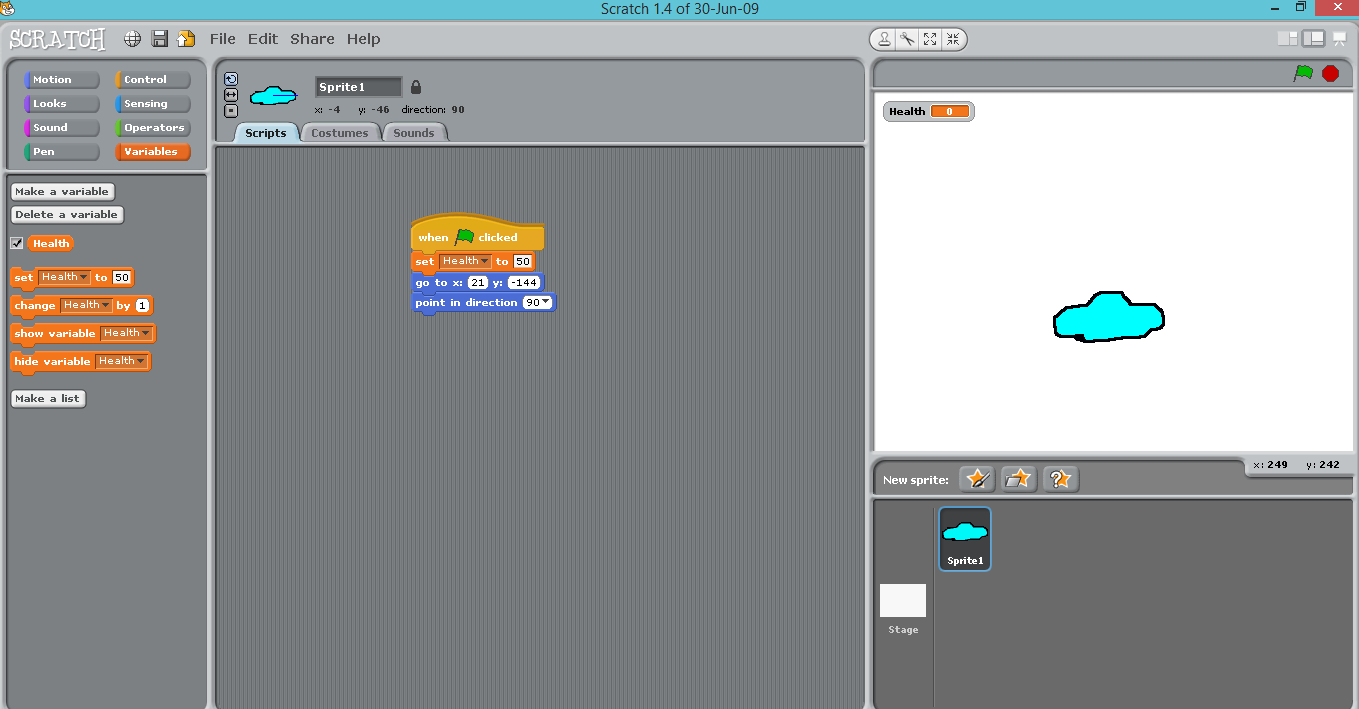 Scratch 1.4 of 30-Jun-09
SCRATCH File Edit Share Help
Motion Control
Looks Sensing
Sound Operators
Pen Variables
Make a variable
Delete a variable
Health
set Health to 50
change Health by 1
show variable Health
hide variable Health
Make a list
Sprite1
x: -4 y: -46 direction: 90
Scripts Costumes Sounds
when clicked
set Health to 50
go to x: 21 y: -144
point in direction 90
Health 0
x: 249 y: 242
New sprite:
Sprite1
Stage